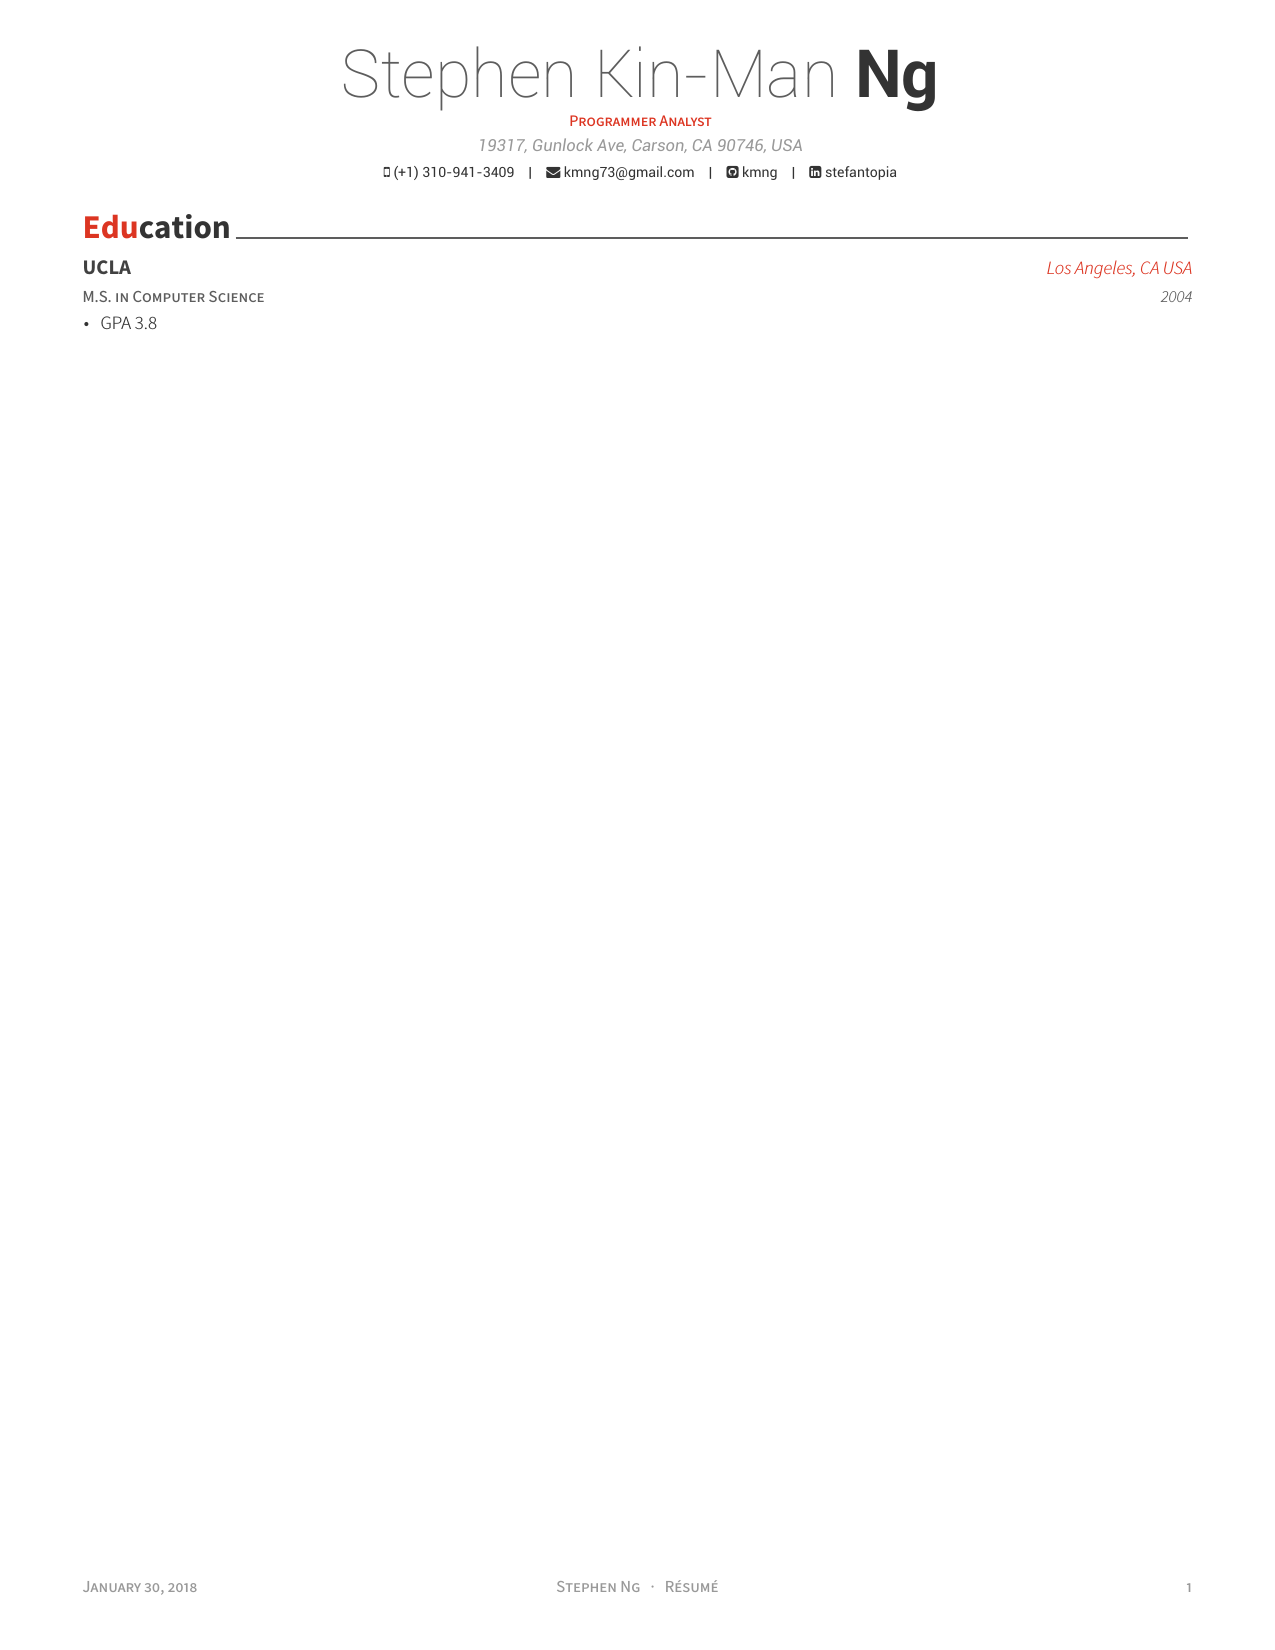 Stephen Kin-Man Ng
Programmer Analyst
19317, Gunlock Ave, Carson, CA 90746, USA
(+1) 310-941-3409 | kmng73@gmail.com | kmng | stefantopia
Education
UCLA Los Angeles, CA USA
M.S. in Computer Science 2004
• GPA 3.8
January 30, 2018 Stephen Ng · Résumé 1